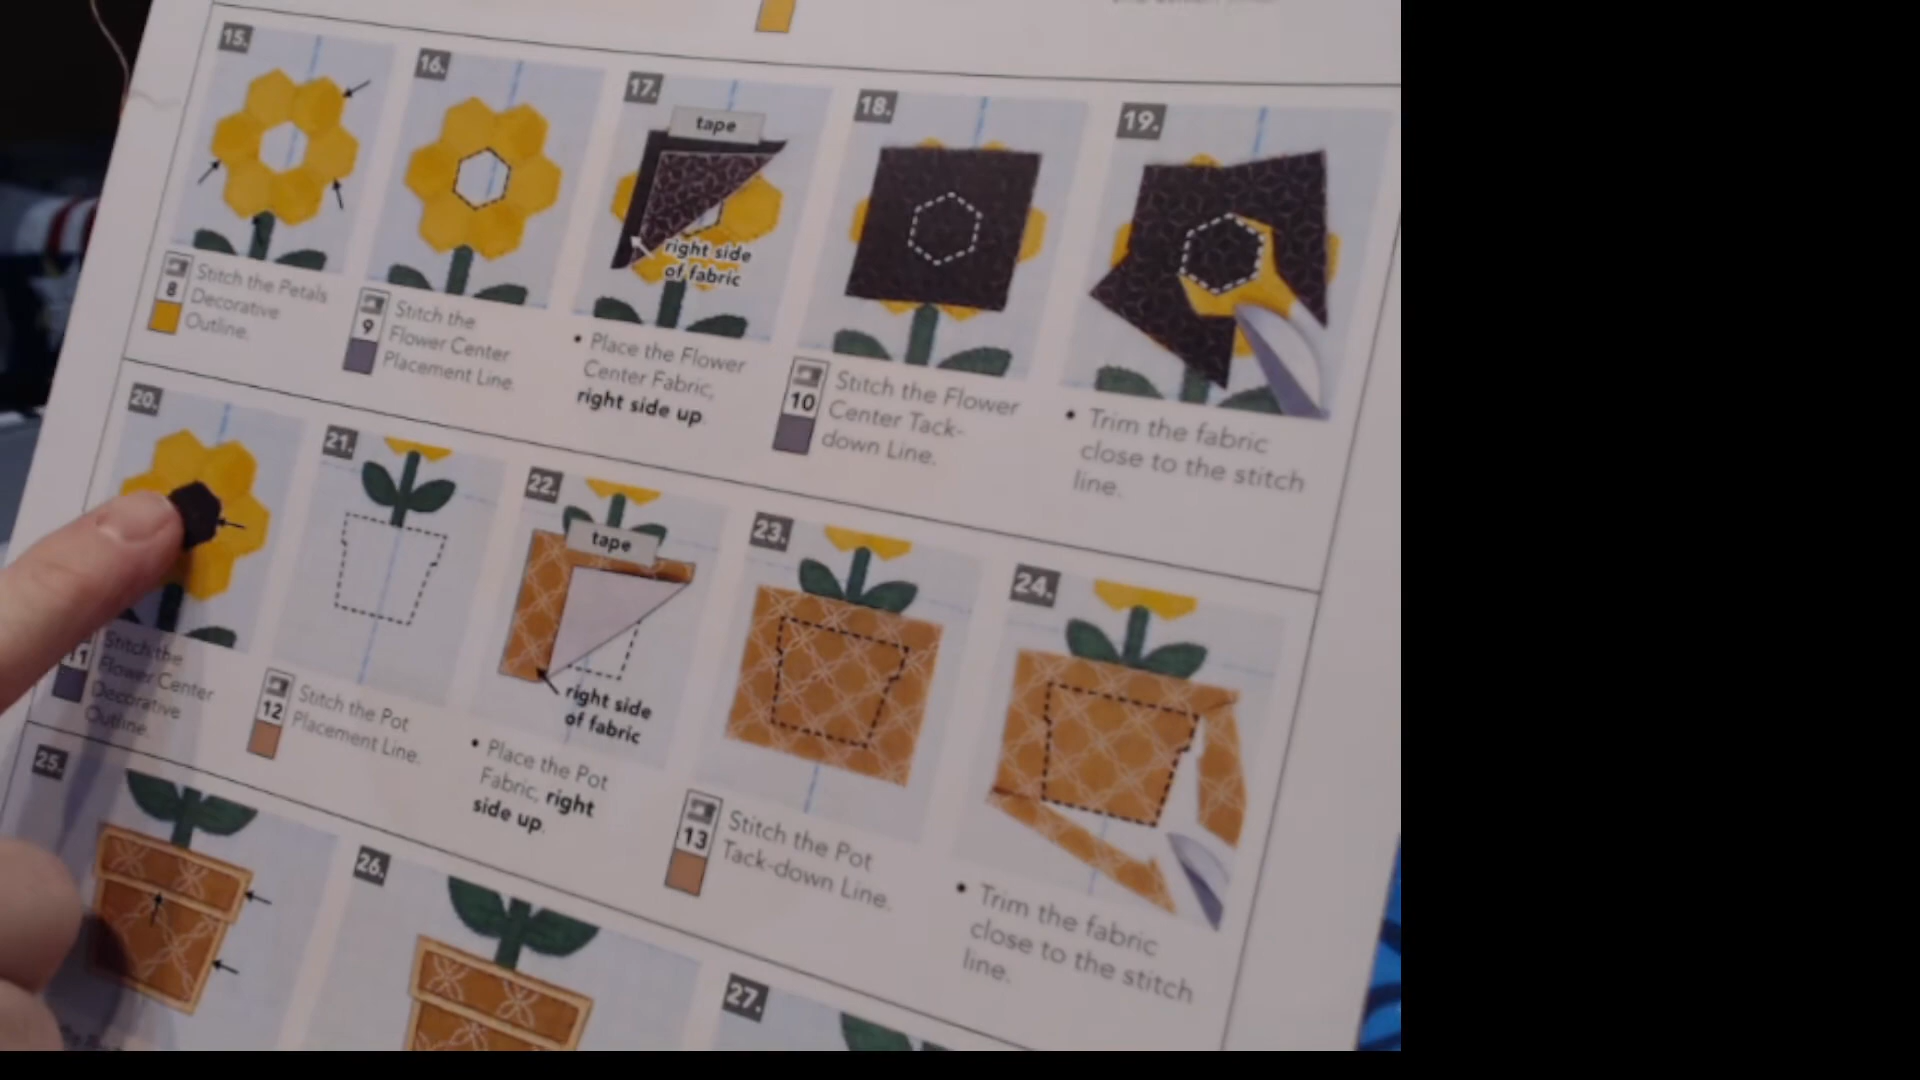 15.
16.
17.
tape
right side
of fabric
18.
19.
8
Stitch the Petals
Decorative
Outline.
9
Stitch the
Flower Center
Placement Line.
• Place the Flower
Center Fabric,
right side up.
10
Stitch the Flower
Center Tack-
down Line.
• Trim the fabric
close to the stitch
line.
20.
21.
22.
tape
right side
of fabric
23.
24.
11
Stitch the
Flower Center
Decorative
Outline.
12
Stitch the Pot
Placement Line.
• Place the Pot
Fabric, right
side up.
13
Stitch the Pot
Tack-down Line.
• Trim the fabric
close to the stitch
line.
25.
26.
27.